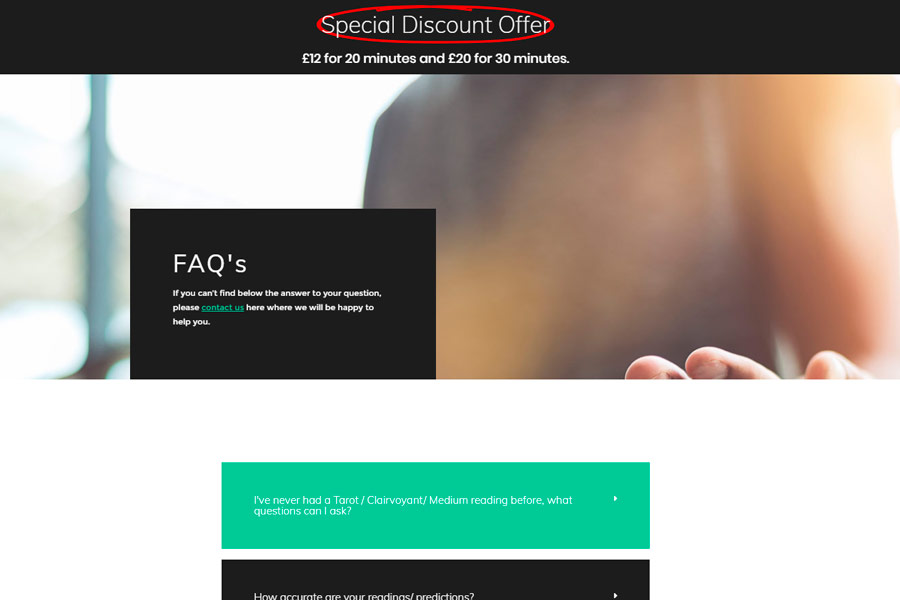 Special Discount Offer
£12 for 20 minutes and £20 for 30 minutes.
FAQ's
If you can't find below the answer to your question,
please contact us here where we will be happy to
help you.
I've never had a Tarot / Clairvoyant/ Medium reading before, what
questions can I ask?
How accurate are your readings/ predictions?